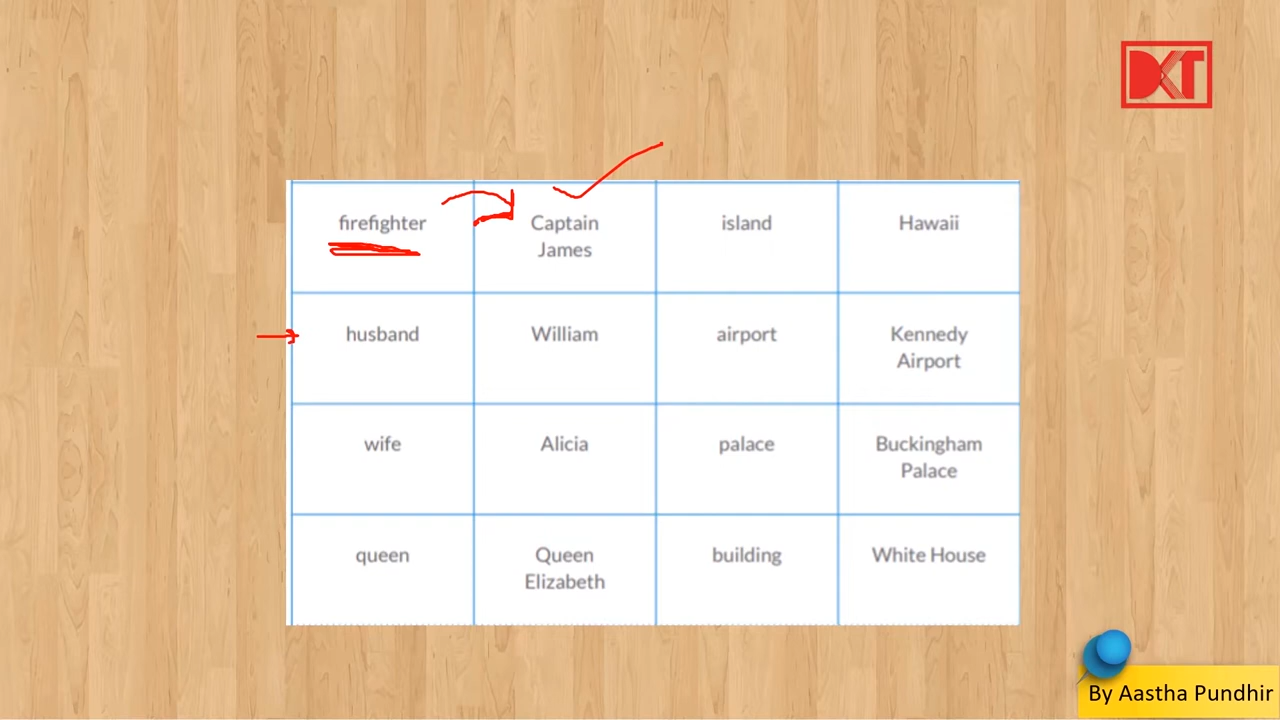 DKT
firefighter
Captain
James
island
Hawaii
husband
William
airport
Kennedy
Airport
wife
Alicia
palace
Buckingham
Palace
queen
Queen
Elizabeth
building
White House
By Aastha Pundhir